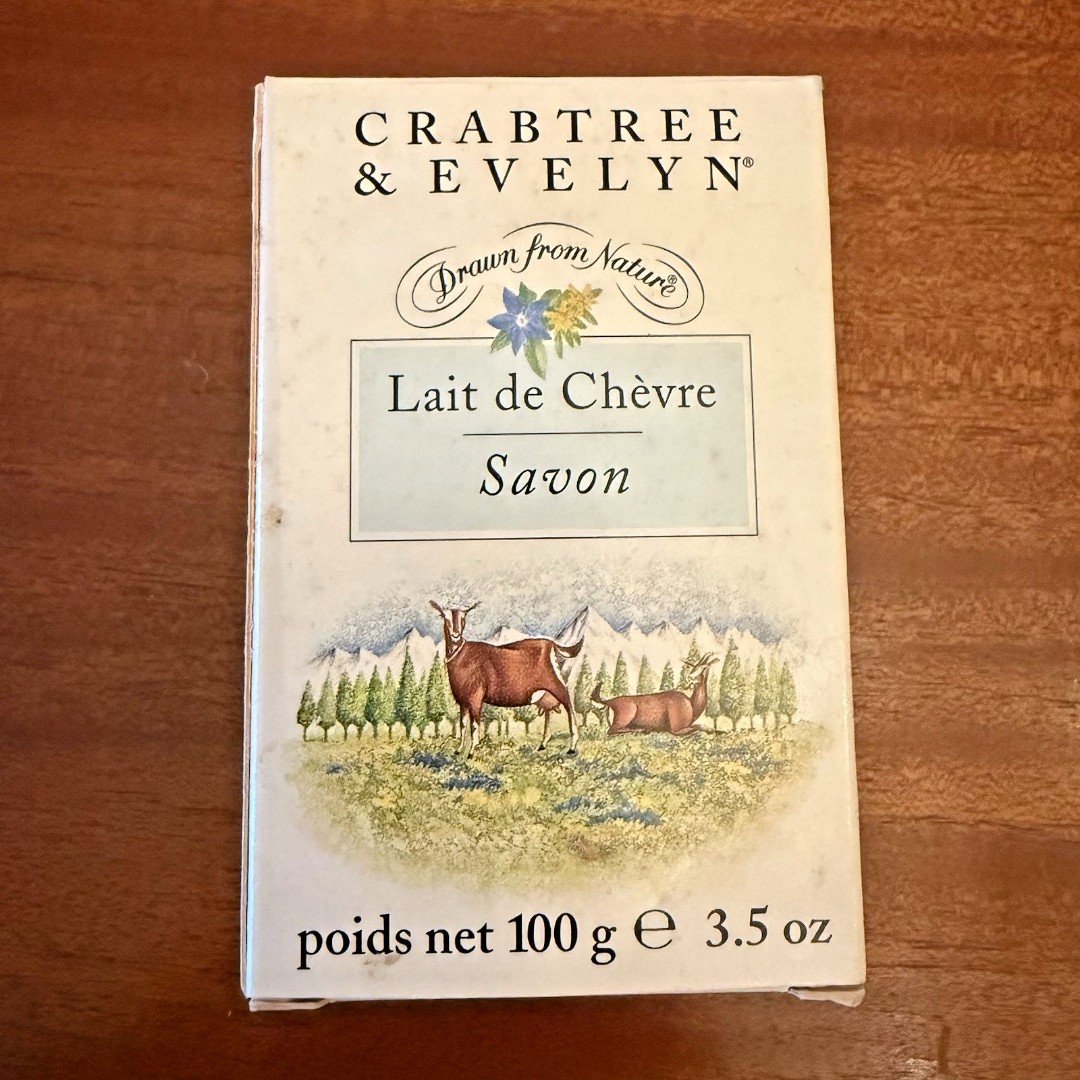 CRABTREE
& EVELYN®
Drawn from Nature®
Lait de Chèvre
Savon
poids net 100 g ℮ 3.5 oz